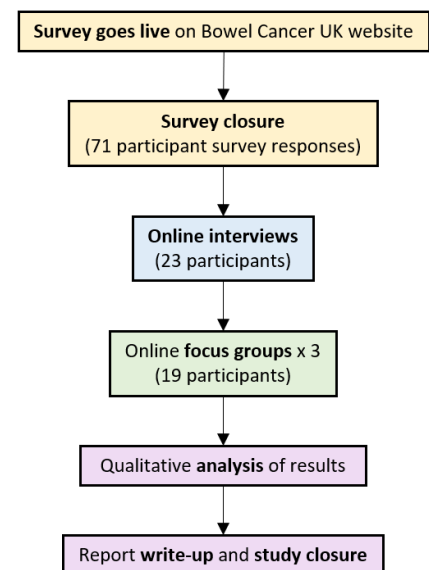 Survey goes live on Bowel Cancer UK website
Survey closure
(71 participant survey responses)
Online interviews
(23 participants)
Online focus groups x 3
(19 participants)
Qualitative analysis of results
Report write-up and study closure